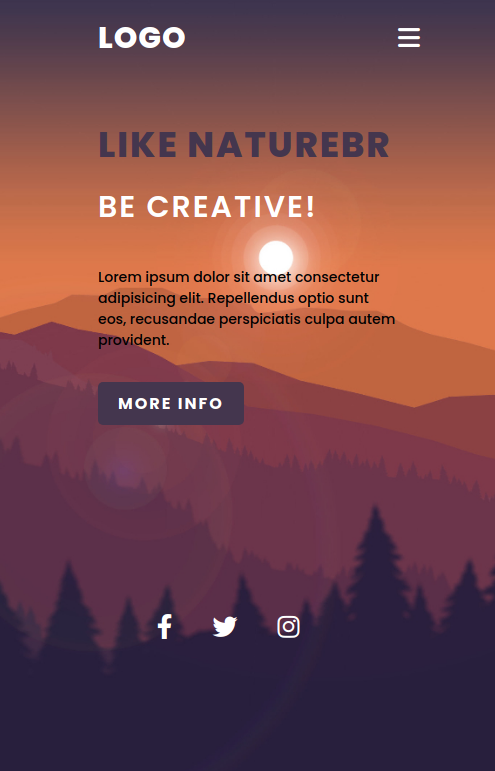 LOGO
LIKE NATUREBR
BE CREATIVE!
Lorem ipsum dolor sit amet consectetur
adipisicing elit. Repellendus optio sunt
eos, recusandae perspiciatis culpa autem
provident.
MORE INFO